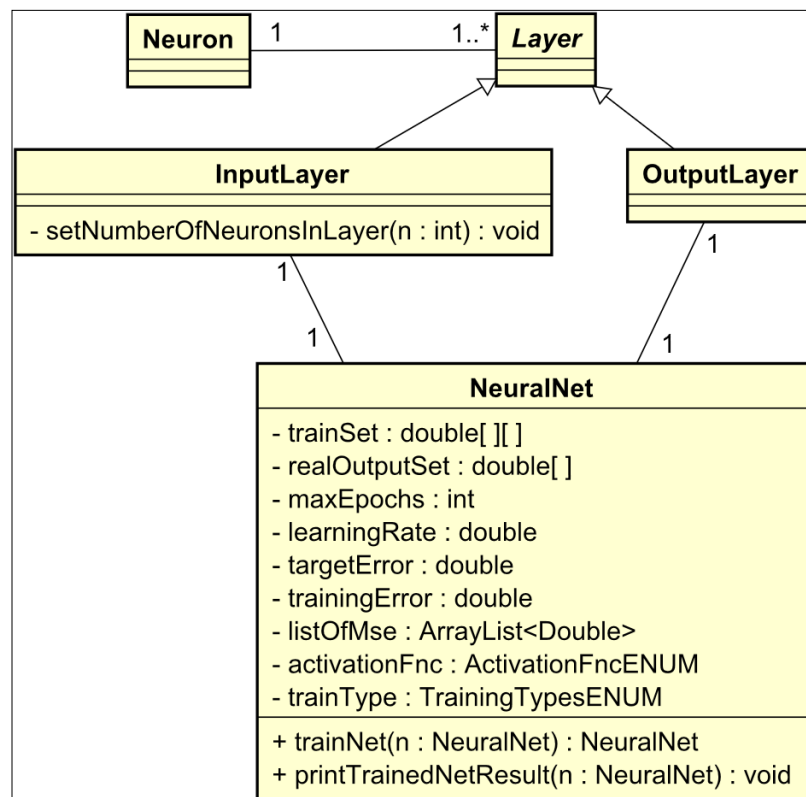 Neuron
1
1..*
Layer
InputLayer
- setNumberOfNeuronsInLayer(n : int) : void
OutputLayer
1
1
1
1
NeuralNet
- trainSet : double[ ][ ]
- realOutputSet : double[ ]
- maxEpochs : int
- learningRate : double
- targetError : double
- trainingError : double
- listOfMse : ArrayList<Double>
- activationFnc : ActivationFncENUM
- trainType : TrainingTypesENUM
+ trainNet(n : NeuralNet) : NeuralNet
+ printTrainedNetResult(n : NeuralNet) : void